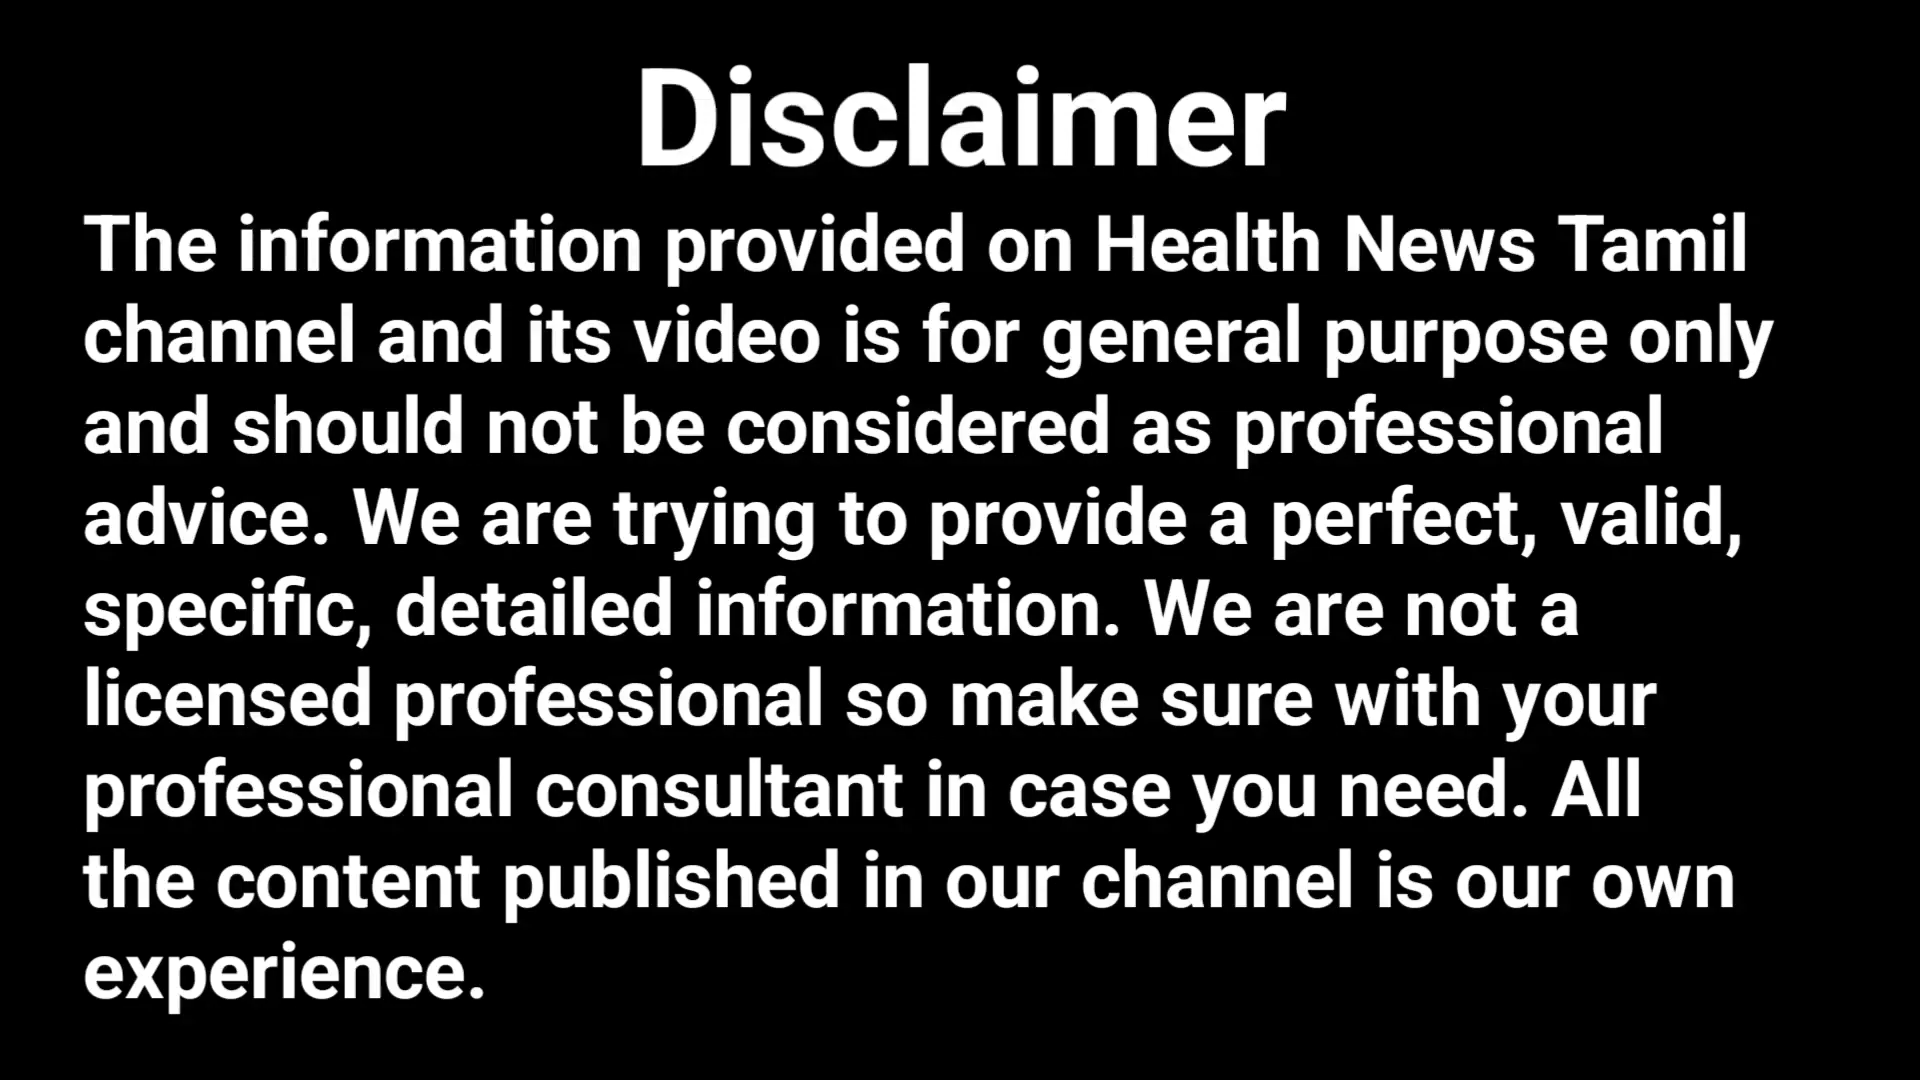 Disclaimer
The information provided on Health News Tamil
channel and its video is for general purpose only
and should not be considered as professional
advice. We are trying to provide a perfect, valid,
specific, detailed information. We are not a
licensed professional so make sure with your
professional consultant in case you need. All
the content published in our channel is our own
experience.